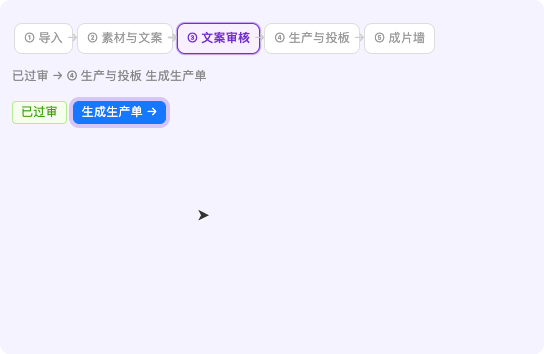 ① 导入 → ② 素材与文案 → ③ 文案审核 → ④ 生产与投板 → ⑤ 成片墙
已过审 → ④ 生产与投板 生成生产单
已过审 生成生产单 →